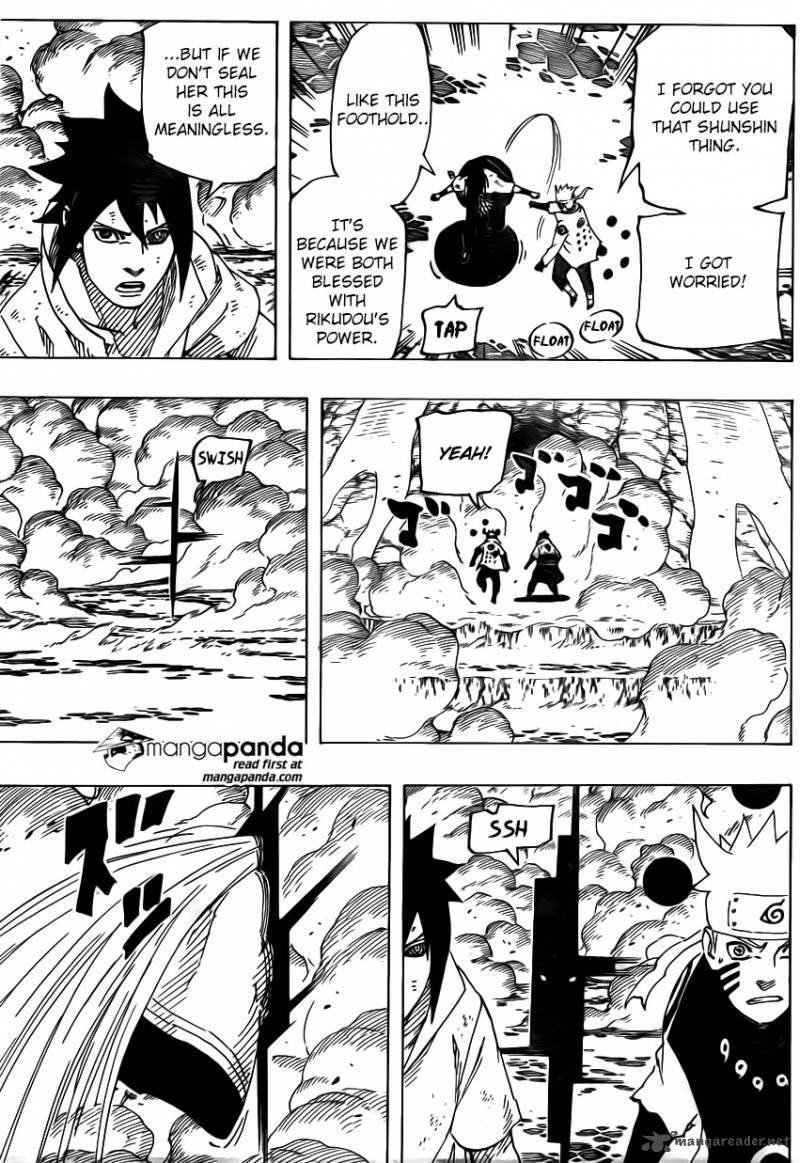 I FORGOT YOU
COULD USE
THAT SHUNSHIN
THING.
I GOT
WORRIED!
LIKE THIS
FOOTHOLD..
IT'S
BECAUSE WE
WERE BOTH
BLESSED
WITH
RIKUDOU'S
POWER.
TAP
FLOAT
FLOAT
...BUT IF WE
DON'T SEAL
HER THIS
IS ALL
MEANINGLESS.
YEAH!
ゴゴゴゴ
SWISH
mangapanda
read first at
mangapanda.com
SSH
ズズ
mangareader.net